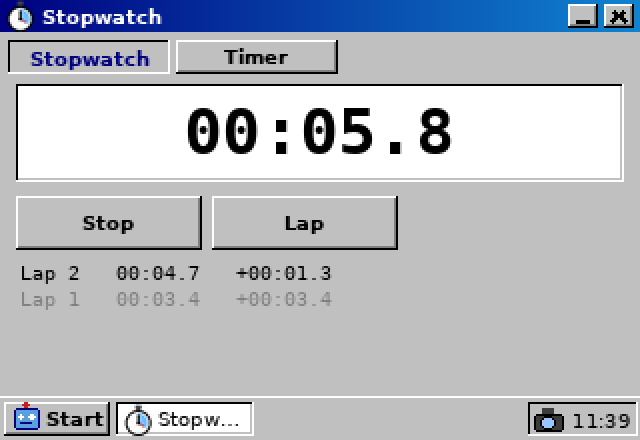 Stopwatch
Stopwatch Timer
00:05.8
Stop Lap
Lap 2 00:04.7 +00:01.3
Lap 1 00:03.4 +00:03.4
Start Stopw... 11:39